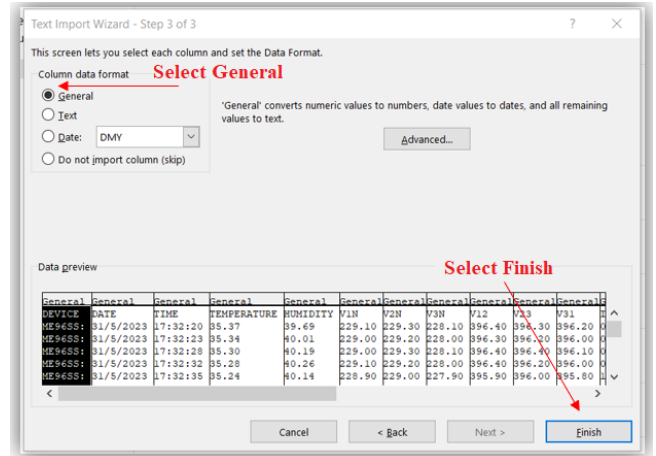 Text Import Wizard - Step 3 of 3
?
This screen lets you select each column and set the Data Format.
Column data format
Select General
General
Text
Date: DMY
Do not import column (skip)
'General' converts numeric values to numbers, date values to dates, and all remaining
values to text.
Advanced...
Data preview
Select Finish
General General General General General General General General General General General
DEVICE DATE TIME TEMPERATURE HUMIDITY V1N V2N V3N V12 V23 V31
ME96SS: 31/5/2023 17:32:20 35.37 39.69 229.10 229.30 228.10 396.40 396.30 396.20
ME96SS: 31/5/2023 17:32:23 35.34 40.01 229.00 229.20 228.00 396.30 396.20 396.00
ME96SS: 31/5/2023 17:32:28 35.30 40.19 229.00 229.30 228.10 396.40 396.40 396.10
ME96SS: 31/5/2023 17:32:32 35.28 40.26 229.10 229.20 228.00 396.40 396.20 396.00
ME96SS: 31/5/2023 17:32:35 35.24 40.14 228.90 229.00 227.90 395.90 396.00 395.80
Cancel
< Back
Next >
Finish